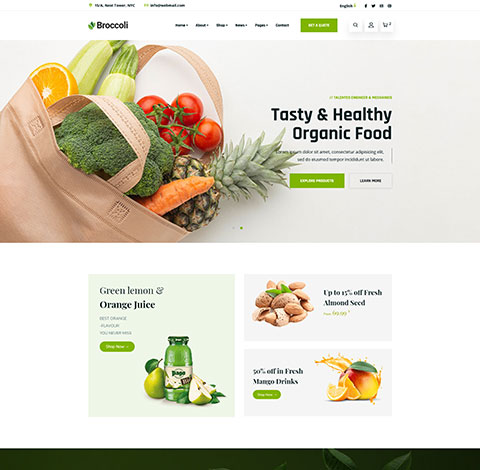 15/A, Nest Tower, NYC
info@webmail.com
English
Broccoli
Home
About
Shop
News
Pages
Contact
GET A QUOTE
2
// TALENTED ENGINEER & MECHANICS
Tasty & Healthy
Organic Food
Lorem ipsum dolor sit amet, consectetur adipisicing elit,
sed do eiusmod tempor incididunt ut labore.
EXPLORE PRODUCTS
LEARN MORE
Green lemon &
Orange Juice
BEST ORANGE
-FLAVOUR
YOU NEVER MISS
Shop Now
Up to 15% off Fresh
Almond Seed
From
50% off in Fresh
Mango Drinks
Shop Now